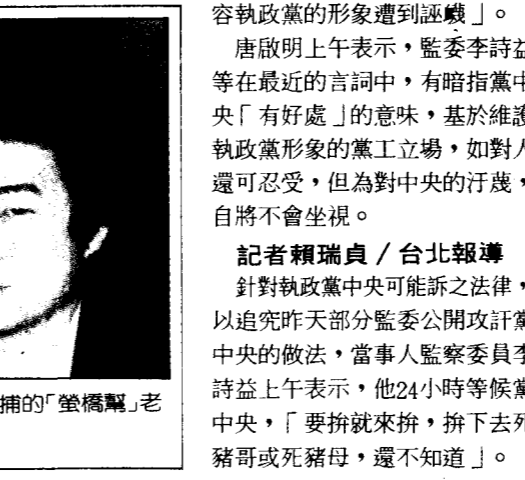 容執政黨的形象遭到誣衊」。
唐啟明上午表示，監委李詩益
等在最近的言詞中，有暗指黨中
央「有好處」的意味，基於維護
執政黨形象的黨工立場，如對人
還可忍受，但為對中央的汙蔑，
自將不會坐視。
記者賴瑞貞／台北報導
針對執政黨中央可能訴之法律，
以追究昨天部分監委公開攻訐黨
中央的做法，當事人監察委員李
詩益上午表示，他24小時等候黨
中央，「要拚就來拚，拚下去死
豬哥或死豬母，還不知道」。
捕的「螢橋幫」老